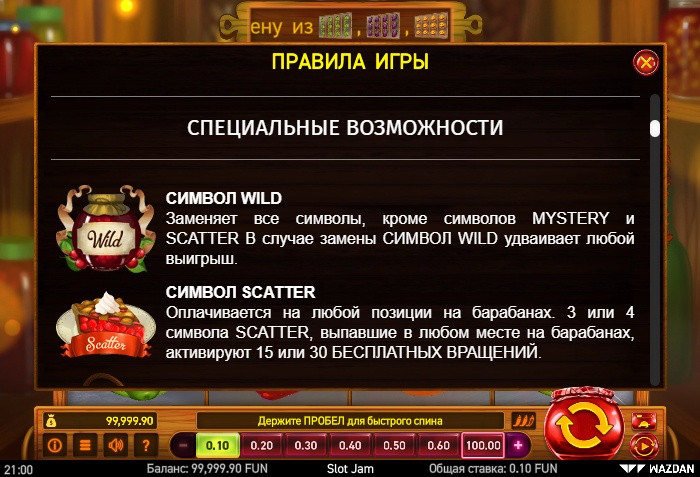 ену из
ПРАВИЛА ИГРЫ
СПЕЦИАЛЬНЫЕ ВОЗМОЖНОСТИ
СИМВОЛ WILD
Заменяет все символы, кроме символов MYSTERY и
SCATTER В случае замены СИМВОЛ WILD удваивает любой
выигрыш.
Wild
СИМВОЛ SCATTER
Оплачивается на любой позиции на барабанах. 3 или 4
символа SCATTER, выпавшие в любом месте на барабанах,
активируют 15 или 30 БЕСПЛАТНЫХ ВРАЩЕНИЙ.
Scatter
99,999.90
Держите ПРОБЕЛ для быстрого спина
? − 0.10 0.20 0.30 0.40 0.50 0.60 100.00 +
21:00 Баланс: 99,999.90 FUN Slot Jam Общая ставка: 0.10 FUN WAZDAN